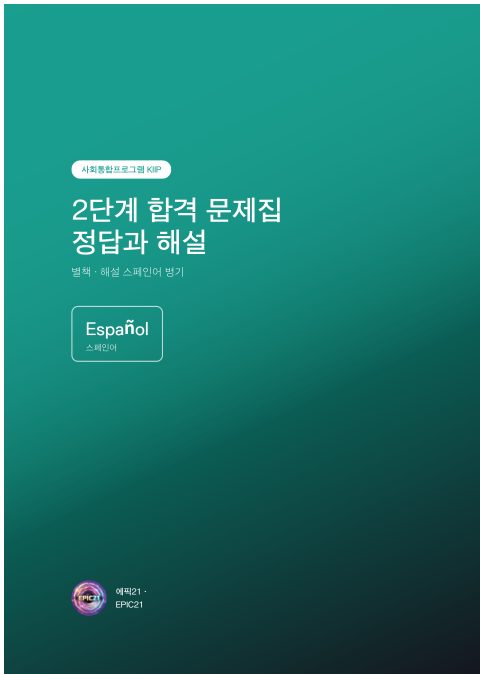 사회통합프로그램 KIIP
2단계 합격 문제집
정답과 해설
별책 · 해설 스페인어 병기
Español
스페인어
EPIC21
에픽21 ·
EPIC21